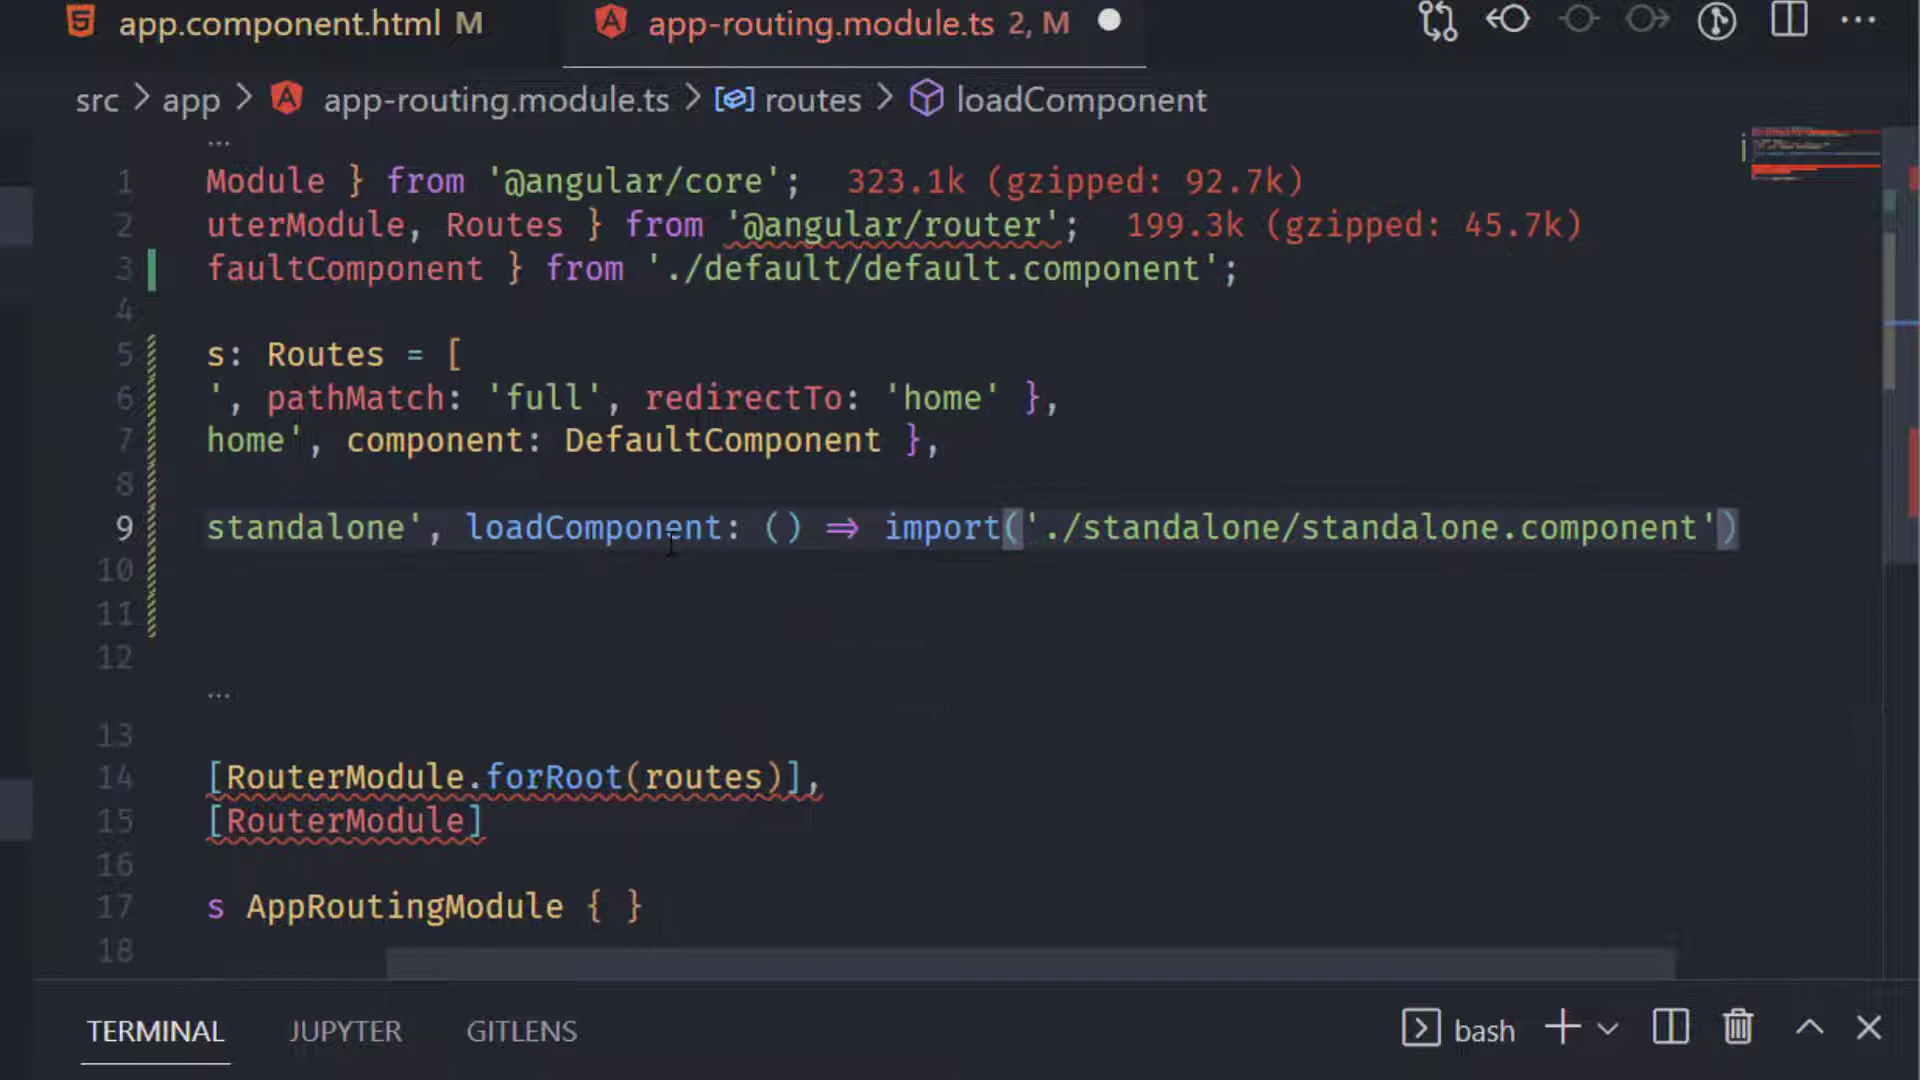 app.component.html M
app-routing.module.ts 2, M
src > app > app-routing.module.ts > routes > loadComponent
...
1 Module } from '@angular/core'; 323.1k (gzipped: 92.7k)
2 uterModule, Routes } from '@angular/router'; 199.3k (gzipped: 45.7k)
3 faultComponent } from './default/default.component';
4
5 s: Routes = [
6 ', pathMatch: 'full', redirectTo: 'home' },
7 home', component: DefaultComponent },
8
9 standalone', loadComponent: () => import('./standalone/standalone.component')
10
11
12
...
13
14 [RouterModule.forRoot(routes)],
15 [RouterModule]
16
17 s AppRoutingModule { }
18
TERMINAL JUPYTER GITLENS bash